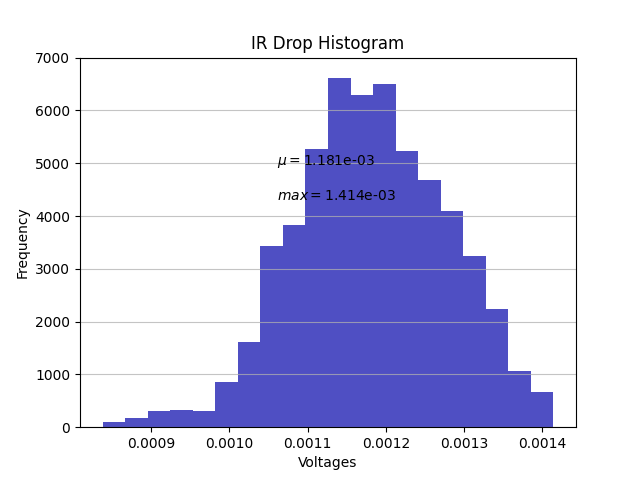 IR Drop Histogram
7000
6000
5000
4000
3000
2000
1000
0
Frequency
μ = 1.181e-03
max = 1.414e-03
0.0009 0.0010 0.0011 0.0012 0.0013 0.0014
Voltages